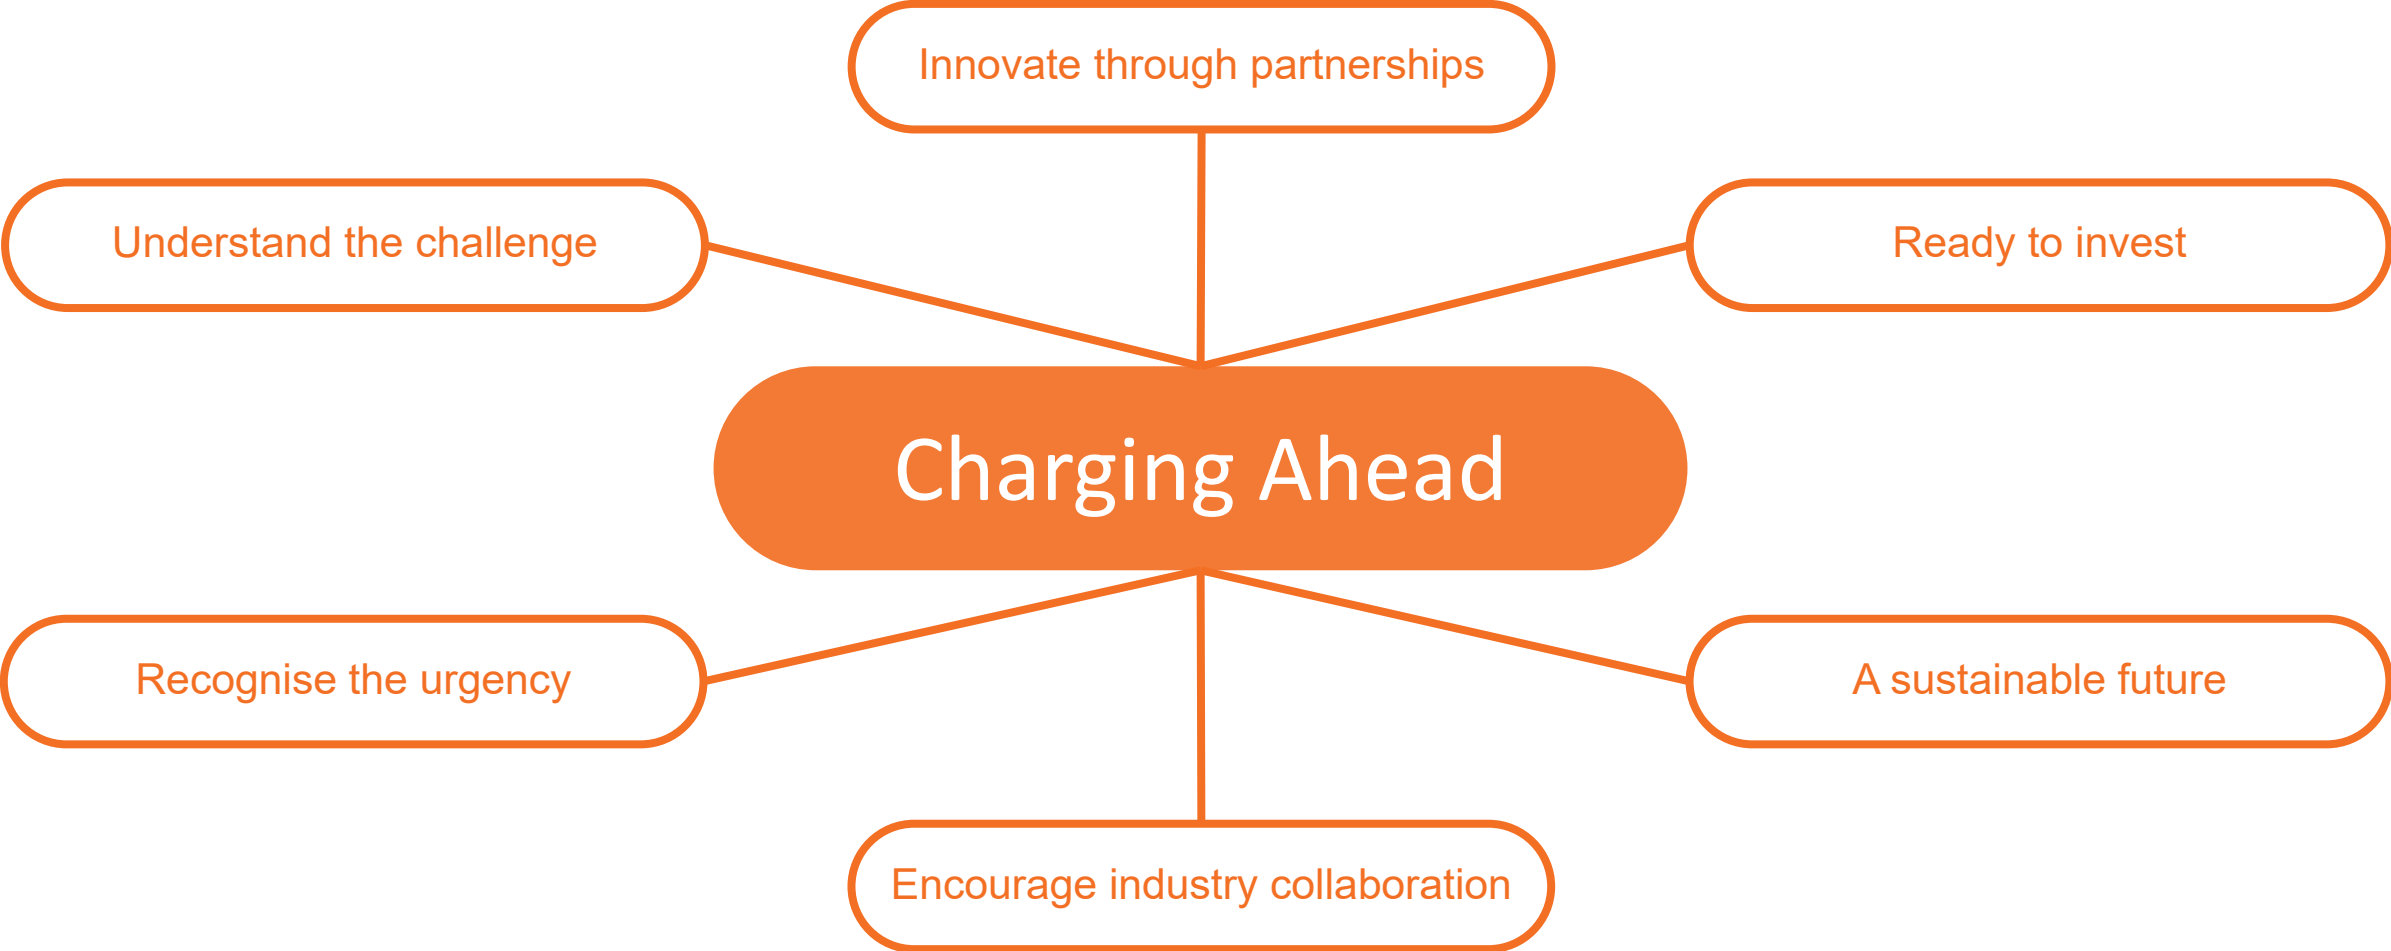 Innovate through partnerships
Understand the challenge
Ready to invest
Charging Ahead
Recognise the urgency
A sustainable future
Encourage industry collaboration